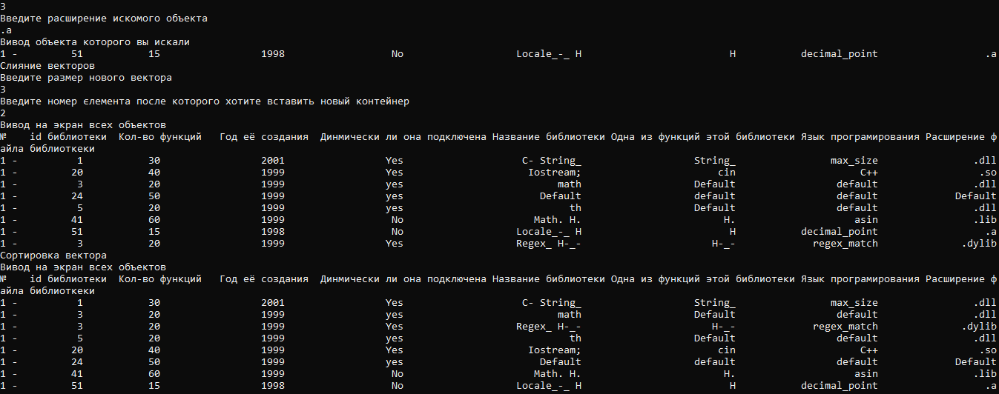 3
Введите расширение искомого объекта
.a
Вивод объекта которого вы искали
1 - 51 15 1998 No Locale_-_ H H decimal_point .a
Слияние векторов
Введите размер нового вектора
3
Введите номер єлемента после которого хотите вставить новый контейнер
2
Вивод на экран всех объектов
№ id библиотеки Кол-во функций Год её создания Динмически ли она подключена Название библиотеки Одна из функций этой библиотеки Язык програмирования Расширение ф
айла библиоткеки
1 - 1 30 2001 Yes C- String_ String_ max_size .dll
1 - 20 40 1999 Yes Iostream; cin C++ .so
1 - 3 20 1999 yes math Default default .dll
1 - 24 50 1999 yes Default default default Default
1 - 5 20 1999 yes th Default default .dll
1 - 41 60 1999 No Math. H. H. asin .lib
1 - 51 15 1998 No Locale_-_ H H decimal_point .a
1 - 3 20 1999 Yes Regex_ H-_- H-_- regex_match .dylib
Сортировка вектора
Вивод на экран всех объектов
№ id библиотеки Кол-во функций Год её создания Динмически ли она подключена Название библиотеки Одна из функций этой библиотеки Язык програмирования Расширение ф
айла библиоткеки
1 - 1 30 2001 Yes C- String_ String_ max_size .dll
1 - 3 20 1999 yes math Default default .dll
1 - 3 20 1999 Yes Regex_ H-_- H-_- regex_match .dylib
1 - 5 20 1999 yes th Default default .dll
1 - 20 40 1999 Yes Iostream; cin C++ .so
1 - 24 50 1999 yes Default default default Default
1 - 41 60 1999 No Math. H. H. asin .lib
1 - 51 15 1998 No Locale_-_ H H decimal_point .a